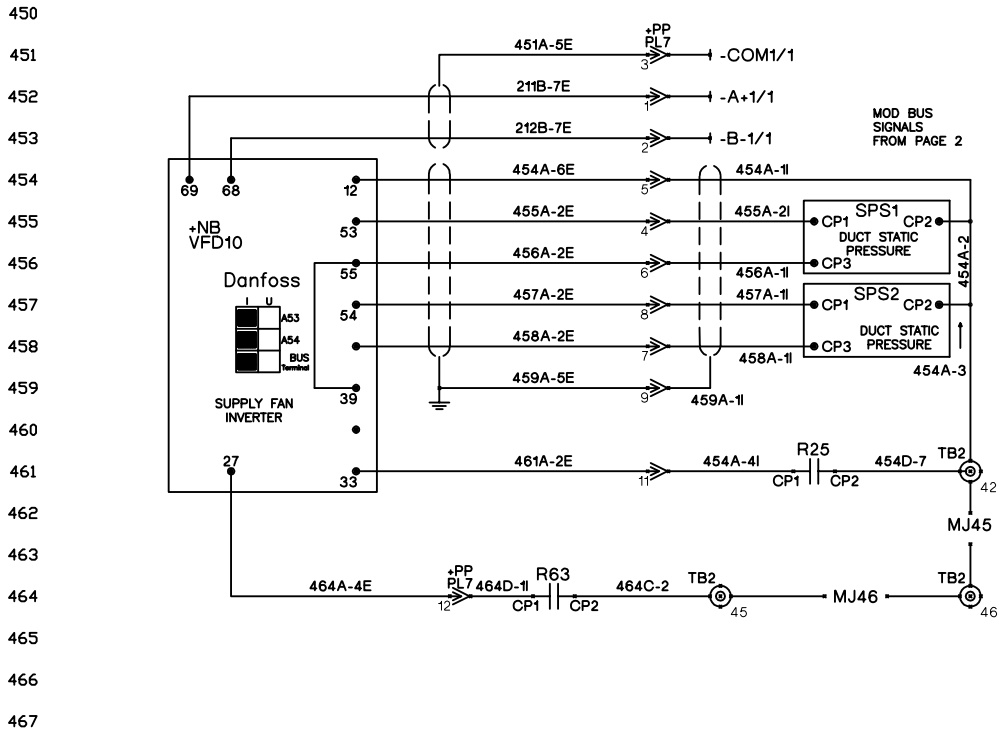 450
451 451A-5E +PP PL7 3 -COM1/1
452 211B-7E 1 -A+1/1
453 212B-7E 2 -B-1/1
MOD BUS
SIGNALS
FROM PAGE 2
454 69 68 12 454A-6E 5 454A-1I
455 53 455A-2E 4 455A-2I CP1 SPS1 CP2
+NB
VFD10
DUCT STATIC
PRESSURE
456 55 456A-2E 6 456A-1I CP3
454A-2
Danfoss
I U
A53
A54
BUS
Terminal
457 54 457A-2E 8 457A-1I CP1 SPS2 CP2
DUCT STATIC
PRESSURE
458 458A-2E 7 458A-1I CP3
454A-3
459 39 459A-5E 9 459A-1I
SUPPLY FAN
INVERTER
460
461 27 33 461A-2E 11 454A-4I CP1 R25 CP2 454D-7 TB2 42
462
MJ45
463
464 464A-4E +PP PL7 12 464D-1I CP1 R63 CP2 464C-2 TB2 45 MJ46 TB2 46
465
466
467